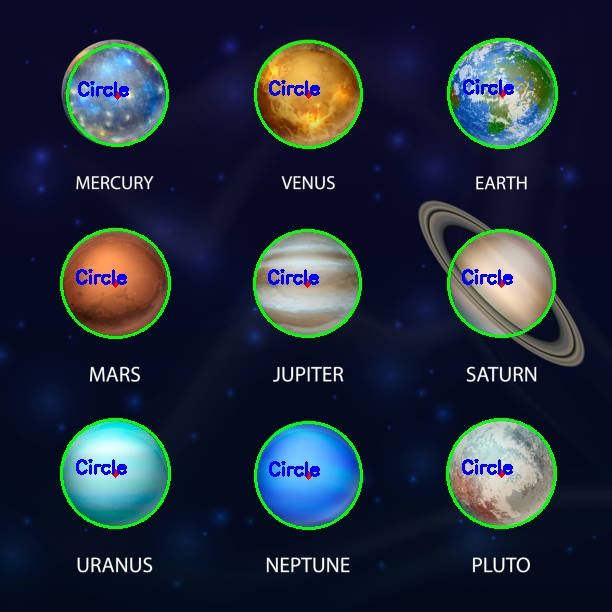 Circle Circle Circle
MERCURY VENUS EARTH
Circle Circle Circle
MARS JUPITER SATURN
Circle Circle Circle
URANUS NEPTUNE PLUTO